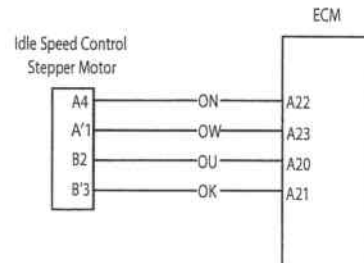 ECM
Idle Speed Control
Stepper Motor
A4 ON A22
A'1 OW A23
B2 OU A20
B'3 OK A21